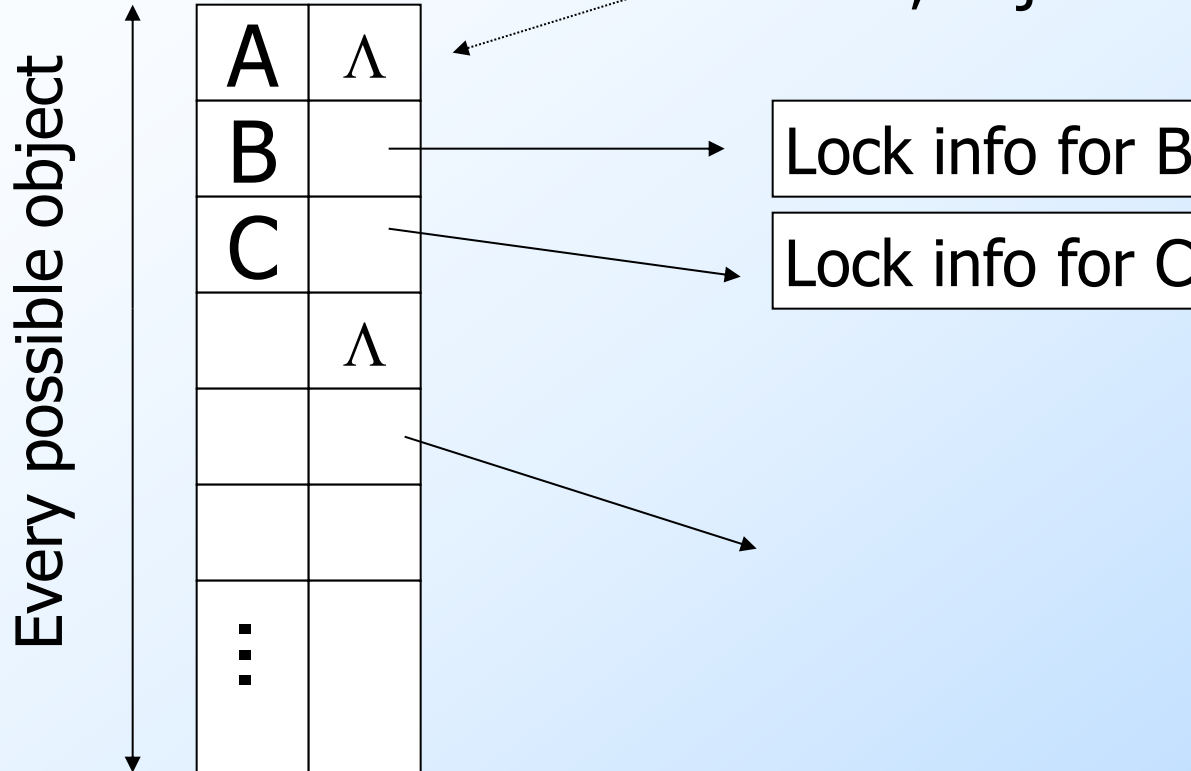 Every possible object
A Λ
B
Lock info for B
C
Lock info for C
Λ
⋮